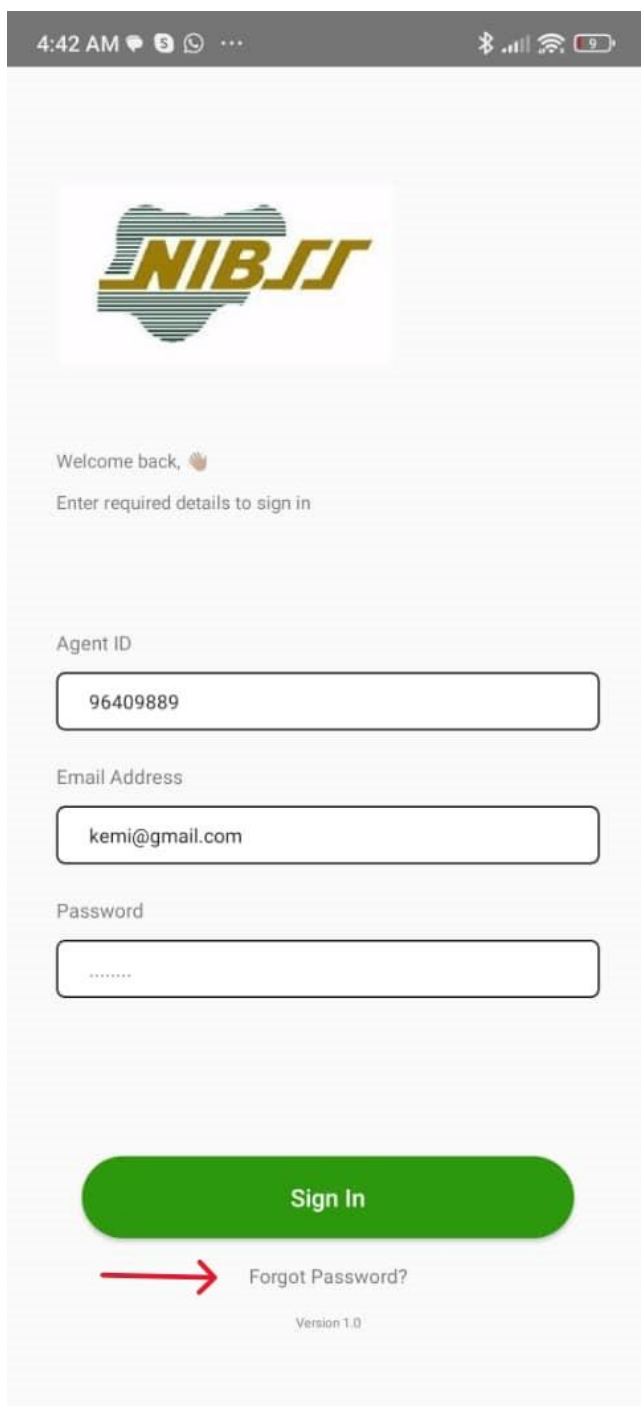 4:42 AM
9
NIBSS
Welcome back, 👋🏼
Enter required details to sign in
Agent ID
96409889
Email Address
kemi@gmail.com
Password
........
Sign In
Forgot Password?
Version 1.0